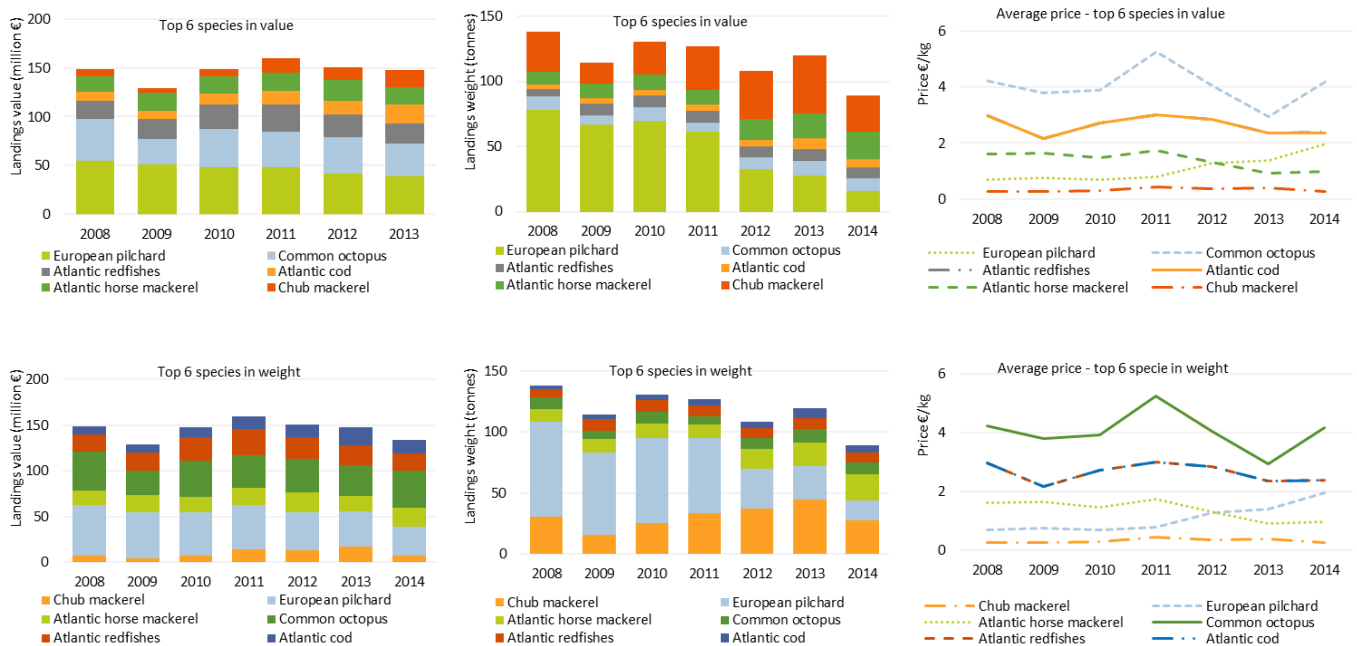 Top 6 species in value
Landings value (million €)
200
150
100
50
0
2008 2009 2010 2011 2012 2013
European pilchard Common octopus
Atlantic redfishes Atlantic cod
Atlantic horse mackerel Chub mackerel
Top 6 species in value
Landings weight (tonnes)
150
100
50
0
2008 2009 2010 2011 2012 2013 2014
European pilchard Common octopus
Atlantic redfishes Atlantic cod
Atlantic horse mackerel Chub mackerel
Average price - top 6 species in value
Price €/kg
6
4
2
0
2008 2009 2010 2011 2012 2013 2014
European pilchard Common octopus
Atlantic redfishes Atlantic cod
Atlantic horse mackerel Chub mackerel
Top 6 species in weight
Landings value (million €)
200
150
100
50
0
2008 2009 2010 2011 2012 2013 2014
Chub mackerel European pilchard
Atlantic horse mackerel Common octopus
Atlantic redfishes Atlantic cod
Top 6 species in weight
Landings weight (tonnes)
150
100
50
0
2008 2009 2010 2011 2012 2013 2014
Chub mackerel European pilchard
Atlantic horse mackerel Common octopus
Atlantic redfishes Atlantic cod
Average price - top 6 specie in weight
Price €/kg
6
4
2
0
2008 2009 2010 2011 2012 2013 2014
Chub mackerel European pilchard
Atlantic horse mackerel Common octopus
Atlantic redfishes Atlantic cod